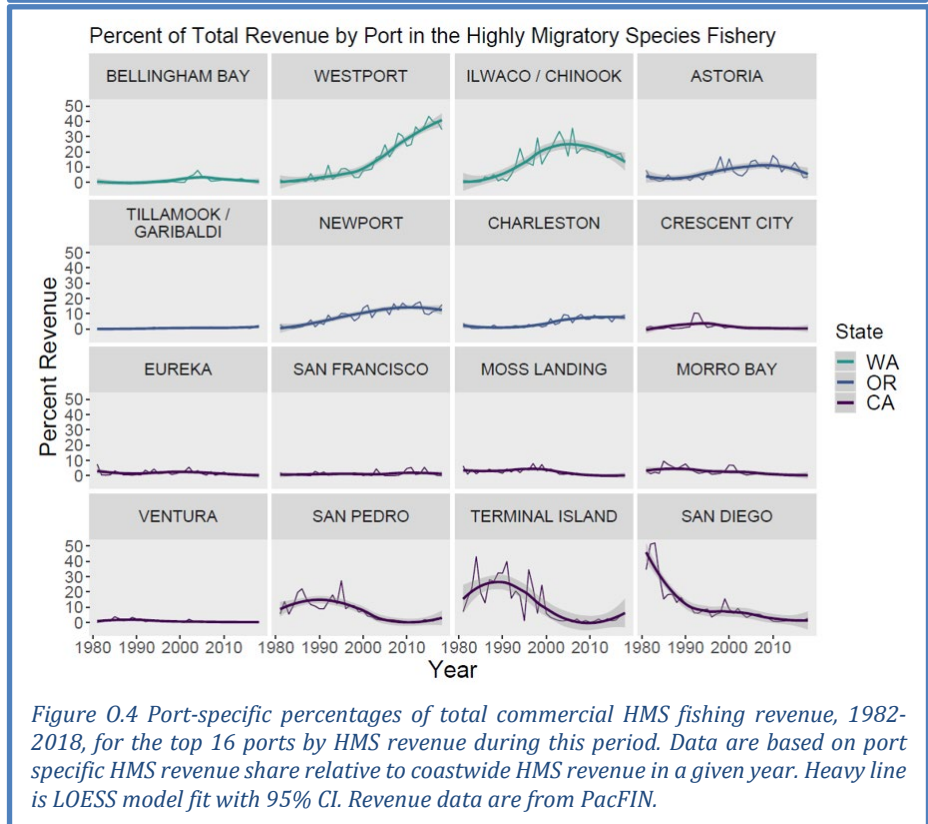 Percent of Total Revenue by Port in the Highly Migratory Species Fishery
BELLINGHAM BAY WESTPORT ILWACO / CHINOOK ASTORIA
50
40
30
20
10
0
TILLAMOOK /
GARIBALDI NEWPORT CHARLESTON CRESCENT CITY
50
40
30
20
10
0
EUREKA SAN FRANCISCO MOSS LANDING MORRO BAY
50
40
30
20
10
0
VENTURA SAN PEDRO TERMINAL ISLAND SAN DIEGO
50
40
30
20
10
0
1980 1990 2000 2010 1980 1990 2000 2010 1980 1990 2000 2010 1980 1990 2000 2010
Percent Revenue
Year
State
WA
OR
CA
Figure O.4 Port-specific percentages of total commercial HMS fishing revenue, 1982-
2018, for the top 16 ports by HMS revenue during this period. Data are based on port
specific HMS revenue share relative to coastwide HMS revenue in a given year. Heavy line
is LOESS model fit with 95% CI. Revenue data are from PacFIN.